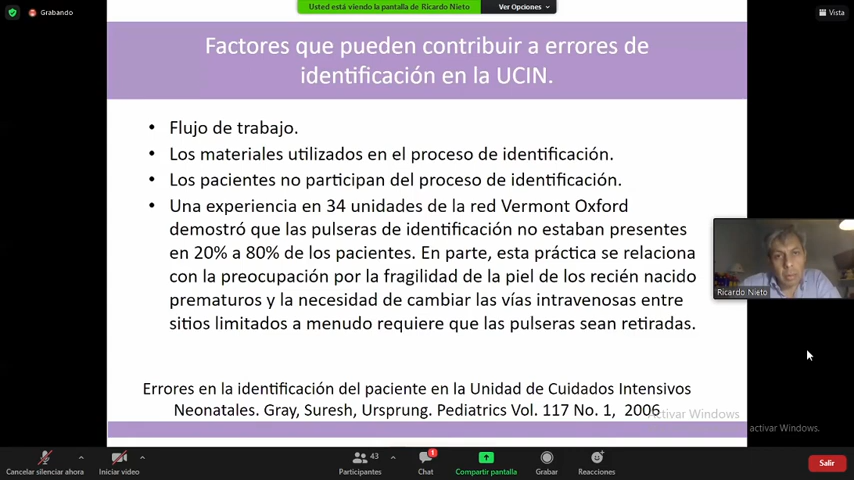 Grabando
Usted está viendo la pantalla de Ricardo Nieto
Ver Opciones
Vista
Factores que pueden contribuir a errores de
identificación en la UCIN.
• Flujo de trabajo.
• Los materiales utilizados en el proceso de identificación.
• Los pacientes no participan del proceso de identificación.
• Una experiencia en 34 unidades de la red Vermont Oxford
demostró que las pulseras de identificación no estaban presentes
en 20% a 80% de los pacientes. En parte, esta práctica se relaciona
con la preocupación por la fragilidad de la piel de los recién nacido
prematuros y la necesidad de cambiar las vías intravenosas entre
sitios limitados a menudo requiere que las pulseras sean retiradas.
Ricardo Nieto
Errores en la identificación del paciente en la Unidad de Cuidados Intensivos
Neonatales. Gray, Suresh, Ursprung. Pediatrics Vol. 117 No. 1, 2006
activar Windows
activar Windows.
Cancelar silenciar ahora
Iniciar video
43
Participantes
1
Chat
Compartir pantalla
Grabar
Reacciones
Salir